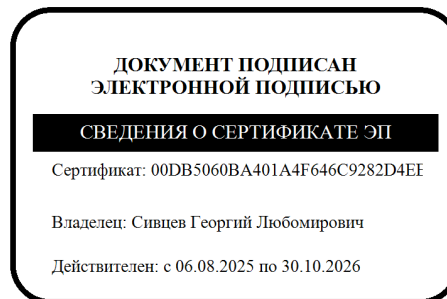 ДОКУМЕНТ ПОДПИСАН
ЭЛЕКТРОННОЙ ПОДПИСЬЮ
СВЕДЕНИЯ О СЕРТИФИКАТЕ ЭП
Сертификат: 00DB5060BA401A4F646C9282D4EE
Владелец: Сивцев Георгий Любомирович
Действителен: с 06.08.2025 по 30.10.2026